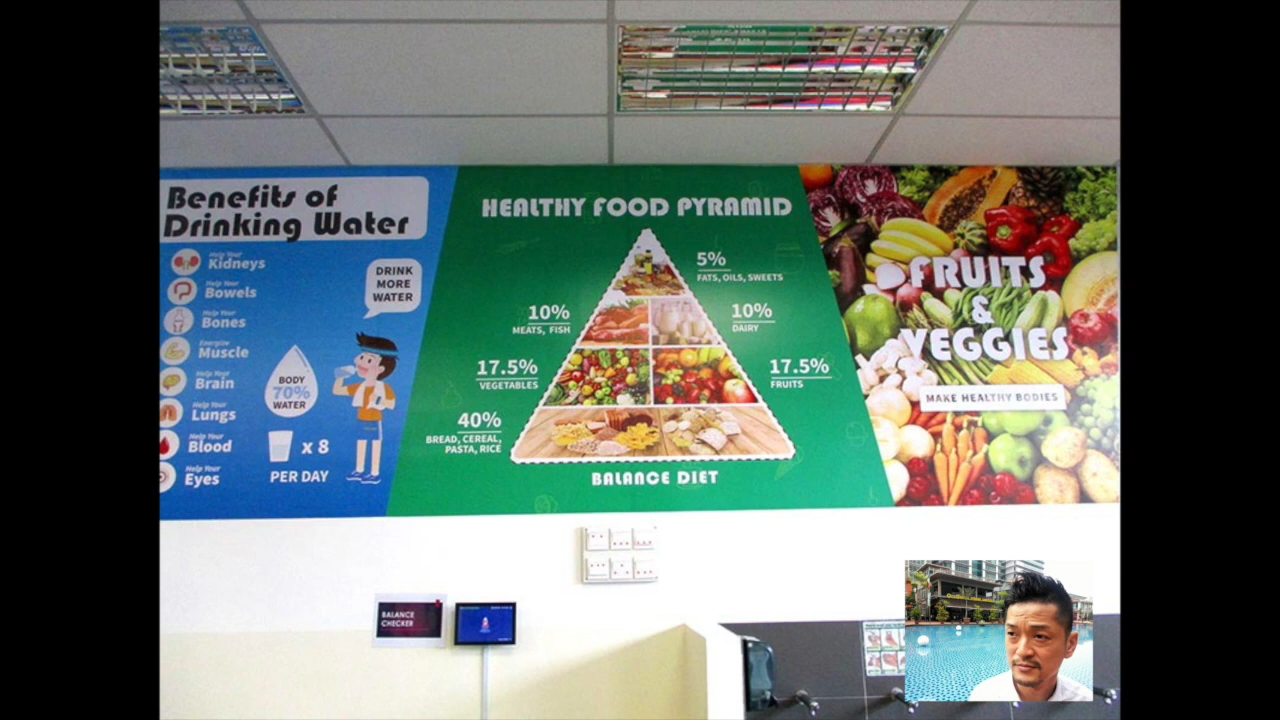 Benefits of
Drinking Water
Help Your
Kidneys
Help Your
Bowels
Help Your
Bones
Energize
Muscle
Help Your
Brain
Help Your
Lungs
Help Your
Blood
Help Your
Eyes
DRINK
MORE
WATER
BODY
70%
WATER
x 8
PER DAY
HEALTHY FOOD PYRAMID
5%
FATS, OILS, SWEETS
10%
MEATS, FISH
10%
DAIRY
17.5%
VEGETABLES
17.5%
FRUITS
40%
BREAD, CEREAL,
PASTA, RICE
BALANCE DIET
FRUITS
&
VEGGIES
MAKE HEALTHY BODIES
BALANCE
CHECKER